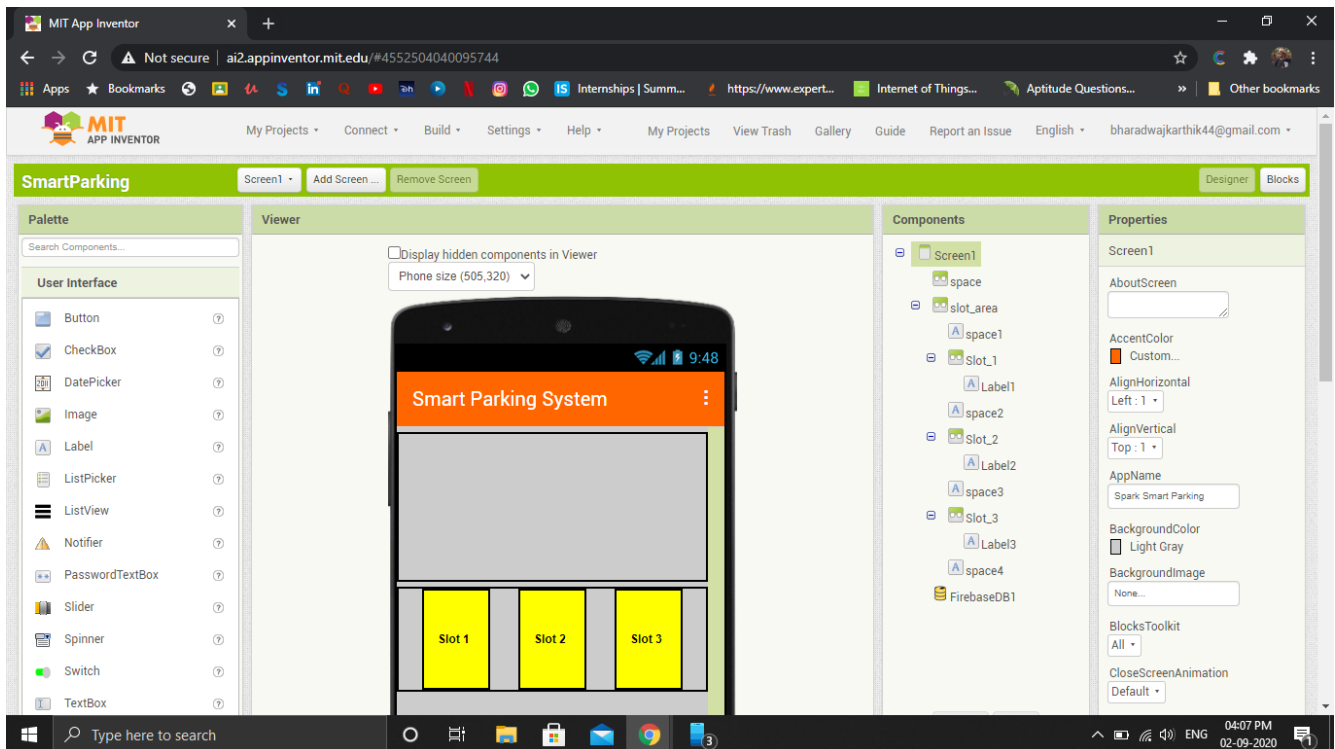 MIT App Inventor
Not secure ai2.appinventor.mit.edu/#4552504040095744
Apps Bookmarks IS Internships | Summ... https://www.expert... Internet of Things... Aptitude Questions... » Other bookmarks
MIT
APP INVENTOR
My Projects Connect Build Settings Help My Projects View Trash Gallery Guide Report an Issue English bharadwajkarthik44@gmail.com
SmartParking Screen1 Add Screen ... Remove Screen Designer Blocks
Palette
Search Components...
User Interface
Button
CheckBox
DatePicker
Image
Label
ListPicker
ListView
Notifier
PasswordTextBox
Slider
Spinner
Switch
TextBox
Viewer
Display hidden components in Viewer
Phone size (505,320)
9:48
Smart Parking System
Slot 1 Slot 2 Slot 3
Components
Screen1
space
slot_area
space1
Slot_1
Label1
space2
Slot_2
Label2
space3
Slot_3
Label3
space4
FirebaseDB1
Properties
Screen1
AboutScreen
AccentColor
Custom...
AlignHorizontal
Left : 1
AlignVertical
Top : 1
AppName
Spark Smart Parking
BackgroundColor
Light Gray
BackgroundImage
None...
BlocksToolkit
All
CloseScreenAnimation
Default
Type here to search
ENG
04:07 PM
02-09-2020